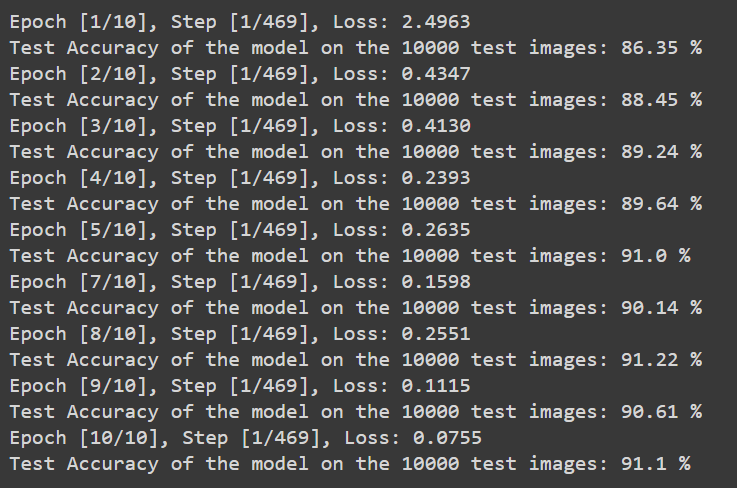 Epoch [1/10], Step [1/469], Loss: 2.4963
Test Accuracy of the model on the 10000 test images: 86.35 %
Epoch [2/10], Step [1/469], Loss: 0.4347
Test Accuracy of the model on the 10000 test images: 88.45 %
Epoch [3/10], Step [1/469], Loss: 0.4130
Test Accuracy of the model on the 10000 test images: 89.24 %
Epoch [4/10], Step [1/469], Loss: 0.2393
Test Accuracy of the model on the 10000 test images: 89.64 %
Epoch [5/10], Step [1/469], Loss: 0.2635
Test Accuracy of the model on the 10000 test images: 91.0 %
Epoch [7/10], Step [1/469], Loss: 0.1598
Test Accuracy of the model on the 10000 test images: 90.14 %
Epoch [8/10], Step [1/469], Loss: 0.2551
Test Accuracy of the model on the 10000 test images: 91.22 %
Epoch [9/10], Step [1/469], Loss: 0.1115
Test Accuracy of the model on the 10000 test images: 90.61 %
Epoch [10/10], Step [1/469], Loss: 0.0755
Test Accuracy of the model on the 10000 test images: 91.1 %